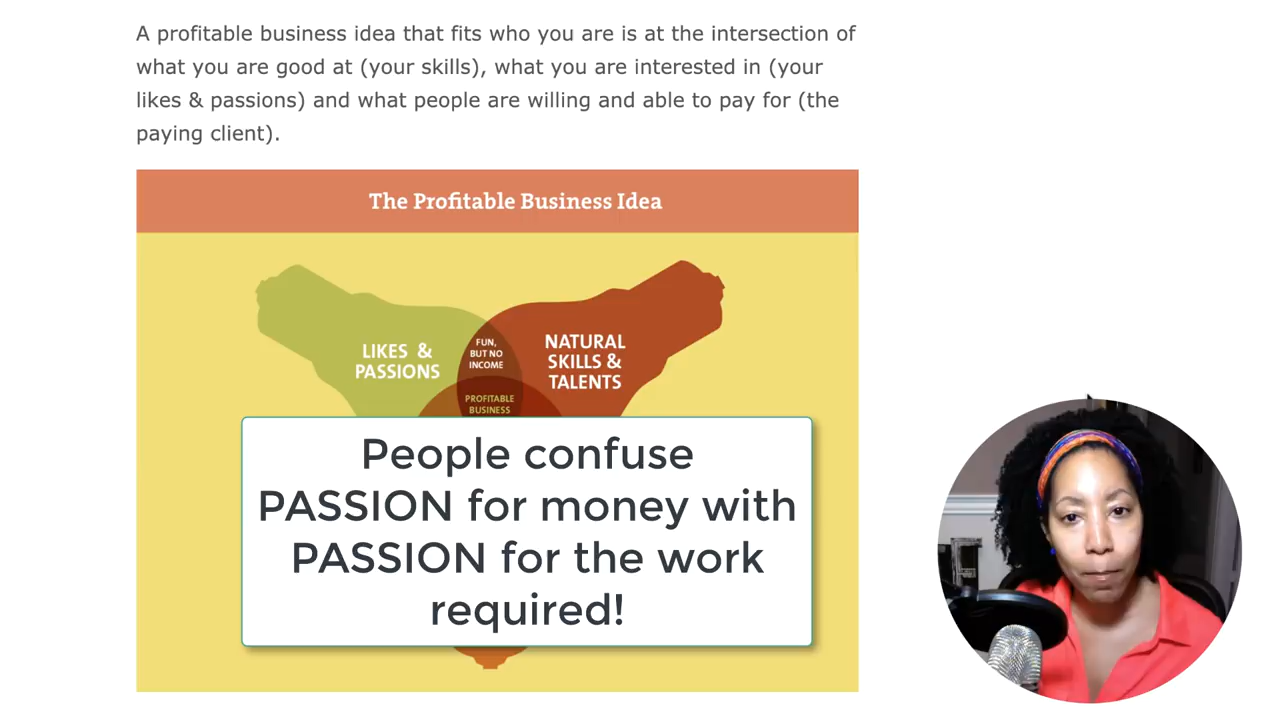 A profitable business idea that fits who you are is at the intersection of
what you are good at (your skills), what you are interested in (your
likes & passions) and what people are willing and able to pay for (the
paying client).
The Profitable Business Idea
LIKES &
PASSIONS
FUN,
BUT NO
INCOME
NATURAL
SKILLS &
TALENTS
PROFITABLE
BUSINESS
People confuse
PASSION for money with
PASSION for the work
required!